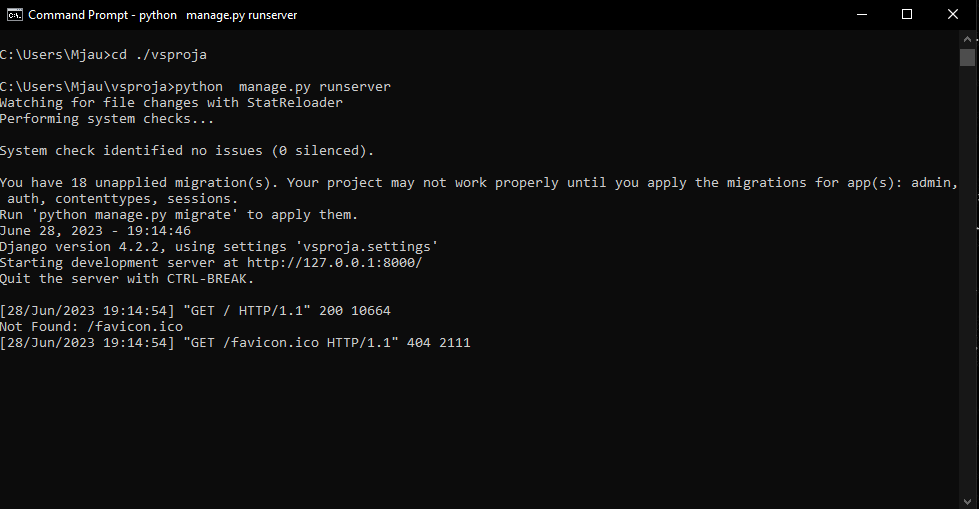 Command Prompt - python  manage.py runserver
C:\Users\Mjau>cd ./vsproja
C:\Users\Mjau\vsproja>python  manage.py runserver
Watching for file changes with StatReloader
Performing system checks...
System check identified no issues (0 silenced).
You have 18 unapplied migration(s). Your project may not work properly until you apply the migrations for app(s): admin,
 auth, contenttypes, sessions.
Run 'python manage.py migrate' to apply them.
June 28, 2023 - 19:14:46
Django version 4.2.2, using settings 'vsproja.settings'
Starting development server at http://127.0.0.1:8000/
Quit the server with CTRL-BREAK.
[28/Jun/2023 19:14:54] "GET / HTTP/1.1" 200 10664
Not Found: /favicon.ico
[28/Jun/2023 19:14:54] "GET /favicon.ico HTTP/1.1" 404 2111